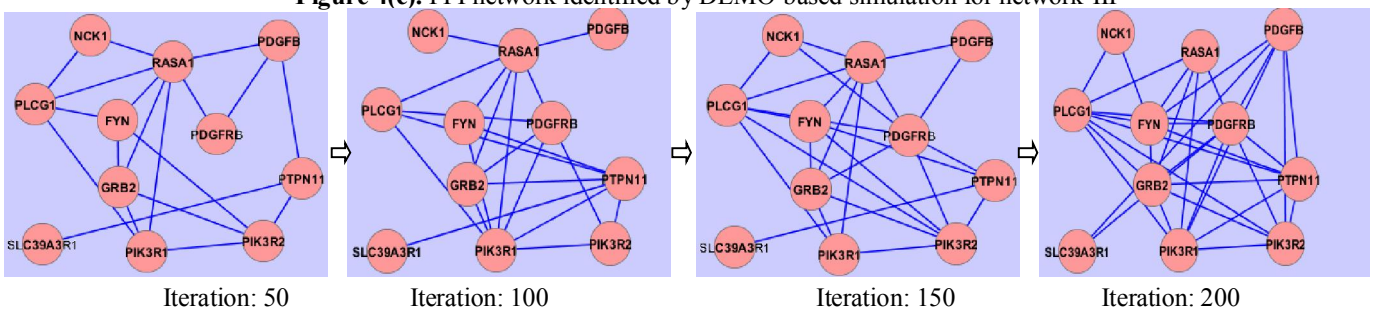 Figure 4(c). PPI network identified by DEMO based simulation for network-III
NCK1
PDGFB
RASA1
PLCG1
FYN
PDGFRB
GRB2
PTPN11
SLC39A3R1
PIK3R1
PIK3R2
NCK1
PDGFB
RASA1
PLCG1
FYN
PDGFRB
GRB2
PTPN11
SLC39A3R1
PIK3R1
PIK3R2
NCK1
PDGFB
RASA1
PLCG1
FYN
PDGFRB
GRB2
PTPN11
SLC39A3R1
PIK3R1
PIK3R2
NCK1
PDGFB
RASA1
PLCG1
FYN
PDGFRB
GRB2
PTPN11
SLC39A3R1
PIK3R1
PIK3R2
Iteration: 50 Iteration: 100 Iteration: 150 Iteration: 200